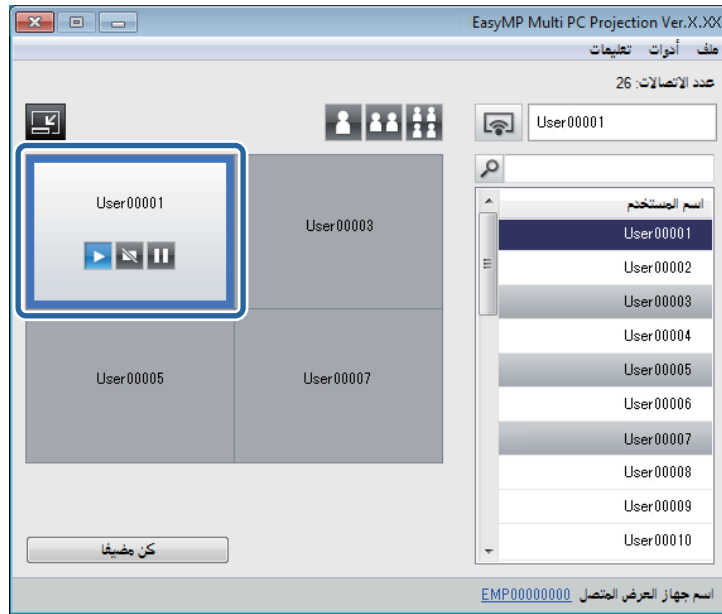 EasyMP Multi PC Projection Ver.X.XX
ملف أدوات تعليمات
عدد الاتصالات: 26
User00001
اسم المستخدم
User00001
User00002
User00003
User00004
User00005
User00006
User00007
User00008
User00009
User00010
User00001
User00003
User00005
User00007
كن مضيفا
اسم جهاز العرض المتصل EMP00000000